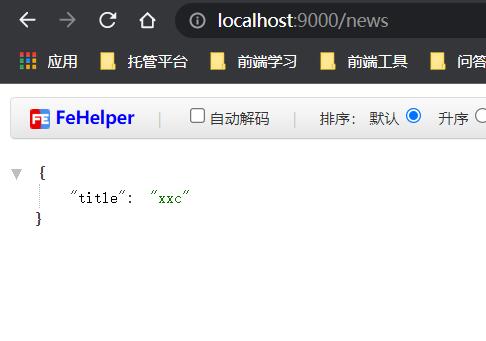 localhost:9000/news
应用 托管平台 前端学习 前端工具 问答
FE FeHelper 自动解码 排序: 默认 升序
{
"title": "xxc"
}